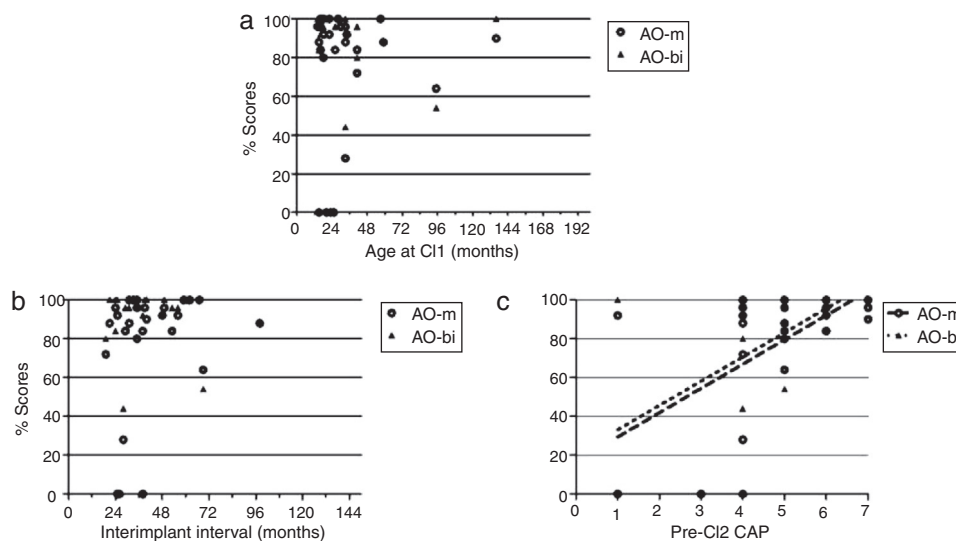 a
100
80
60
40
20
0
% Scores
0 24 48 72 96 120 144 168 192
Age at CI1 (months)
AO-m
AO-bi
b
100
80
60
40
20
0
% Scores
0 24 48 72 96 120 144
Interimplant interval (months)
AO-m
AO-bi
c
100
80
60
40
20
0
0 1 2 3 4 5 6 7
Pre-CI2 CAP
AO-m
AO-b